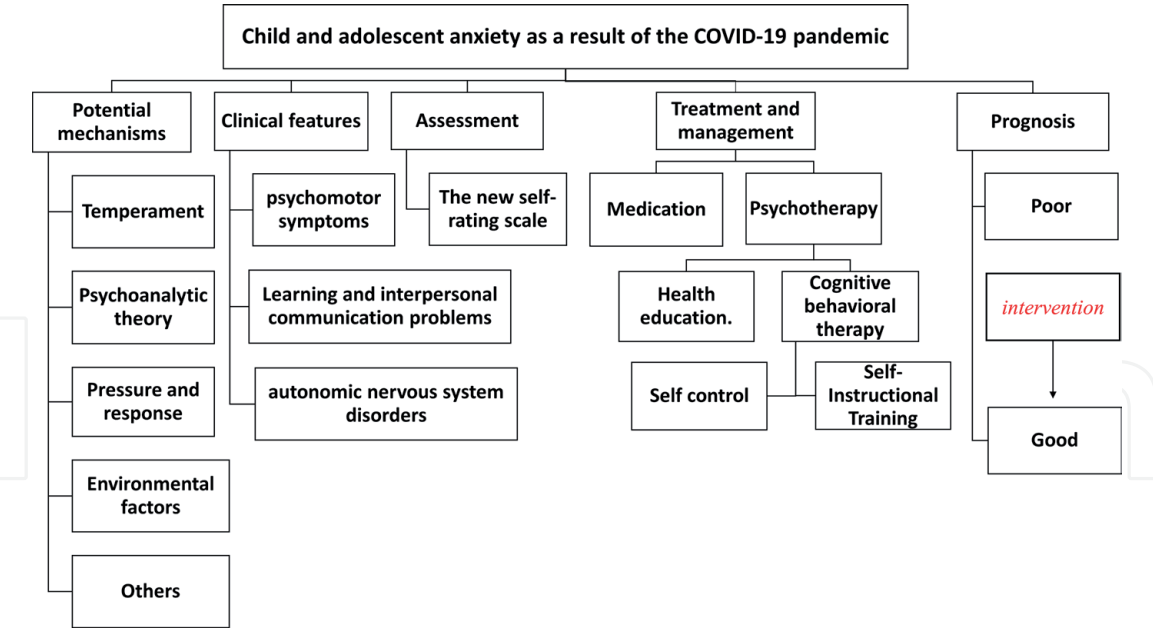 Child and adolescent anxiety as a result of the COVID-19 pandemic
Potential
mechanisms
Temperament
Psychoanalytic
theory
Pressure and
response
Environmental
factors
Others
Clinical features
psychomotor
symptoms
Learning and interpersonal
communication problems
autonomic nervous system
disorders
Assessment
The new self-
rating scale
Treatment and
management
Medication
Psychotherapy
Health
education.
Cognitive
behavioral
therapy
Self control
Self-
Instructional
Training
Prognosis
Poor
intervention
Good